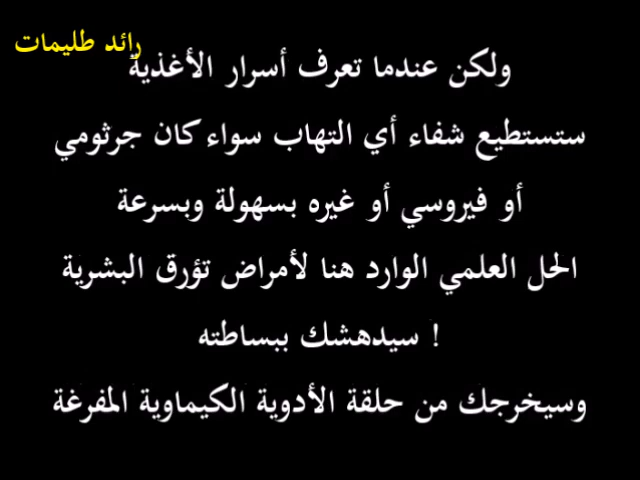 رائد طليمات
ولكن عندما تعرف أسرار الأغذية
ستستطيع شفاء أي التهاب سواء كان جرثومي
أو فيروسي أو غيره بسهولة وبسرعة
الحل العلمي الوارد هنا لأمراض تؤرق البشرية
سيدهشك ببساطته !
وسيخرجك من حلقة الأدوية الكيماوية المفرغة